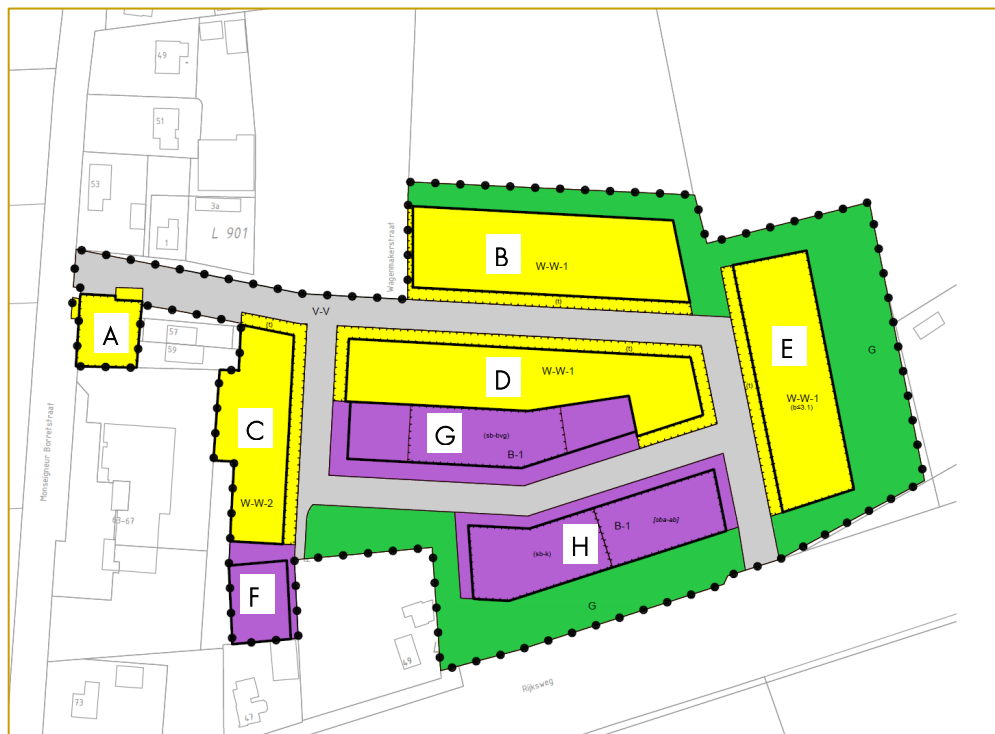 49
51
53
3a
1
L 901
Wagenmakerstraat
B
W-W-1
(t)
V-V
A
57
59
(t)
(t)
E
G
D
W-W-1
(t)
W-W-1
(b=3.1)
C
G
(sb-bvg)
B-1
Monseigneur Borretstraat
W-W-2
63-67
B-1
[sba-ab]
H
(sb-k)
F
G
49
Rijksweg
73
47